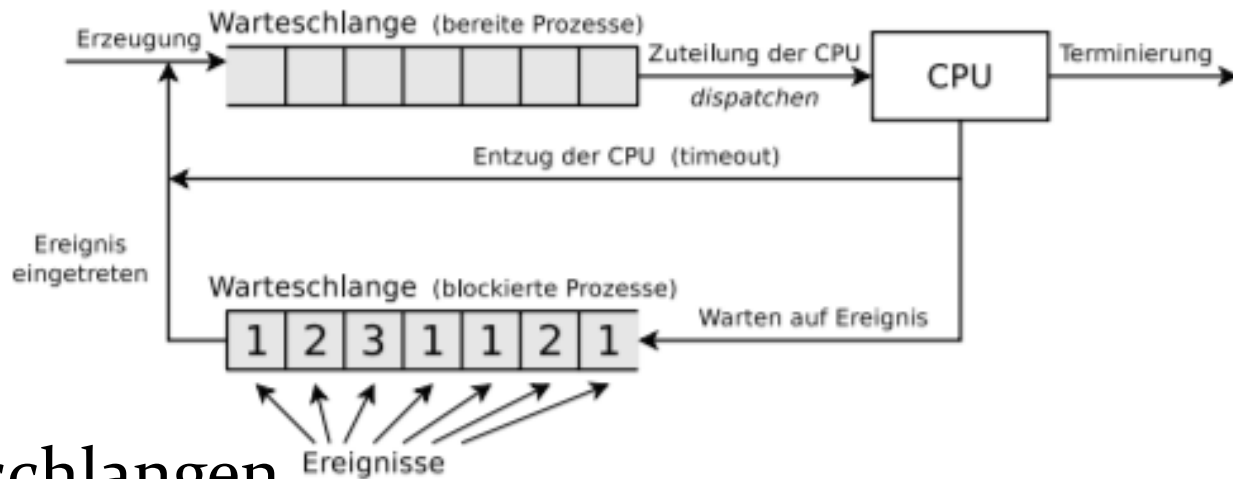 Warteschlange (bereite Prozesse)
Erzeugung
Zuteilung der CPU
dispatchen
CPU
Terminierung
Entzug der CPU (timeout)
Ereignis
eingetreten
Warteschlange (blockierte Prozesse)
Warten auf Ereignis
1 2 3 1 1 2 1
Ereignisse
schlangen